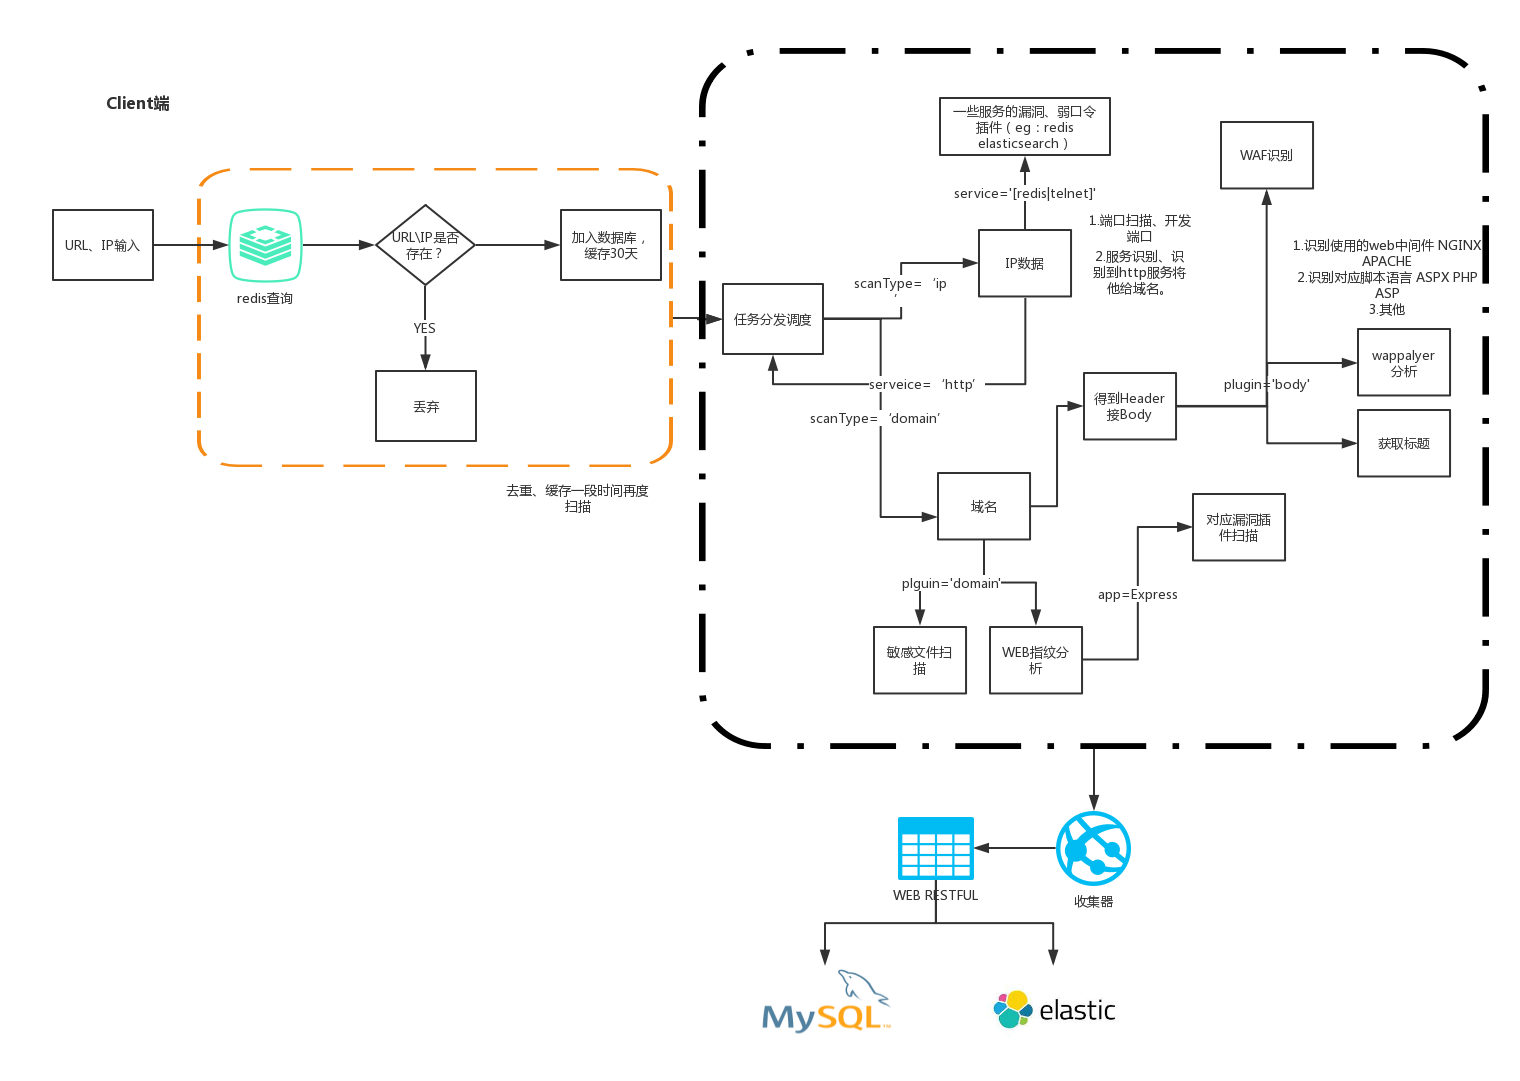 Client端
URL、IP输入
redis查询
URL\IP是否
存在？
YES
丢弃
加入数据库，
缓存30天
去重、缓存一段时间再度
扫描
任务分发调度
scanType=‘ip
’
serveice=‘http’
scanType=‘domain’
一些服务的漏洞、弱口令
插件（eg：redis
elasticsearch）
service='[redis|telnet]'
IP数据
1.端口扫描、开发
端口
2.服务识别、识
别到http服务将
他给域名。
WAF识别
1.识别使用的web中间件 NGINX
APACHE
2.识别对应脚本语言 ASPX PHP
ASP
3.其他
得到Header
接Body
plugin='body'
wappalyer
分析
获取标题
域名
plguin='domain'
敏感文件扫
描
WEB指纹分
析
app=Express
对应漏洞插
件扫描
WEB RESTFUL
收集器
MySQL™
elastic